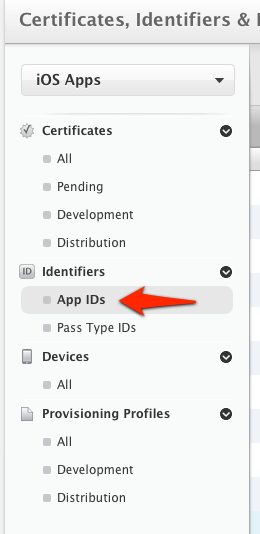 Certificates, Identifiers &
iOS Apps
Certificates
All
Pending
Development
Distribution
ID Identifiers
App IDs
Pass Type IDs
Devices
All
Provisioning Profiles
All
Development
Distribution